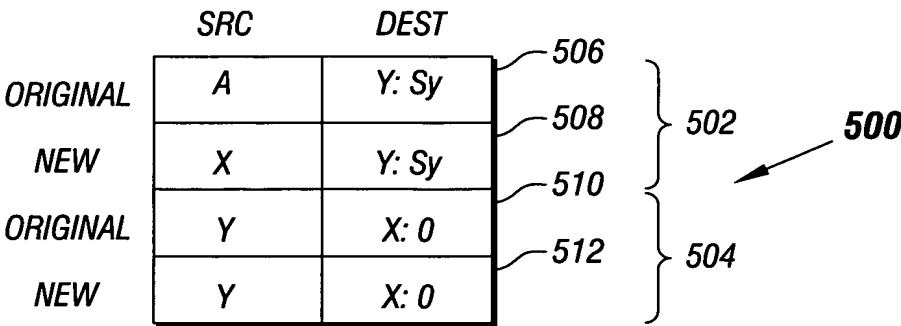 SRC DEST
506
ORIGINAL A Y: Sy
508 502 500
NEW X Y: Sy
510
ORIGINAL Y X: 0
512 504
NEW Y X: 0